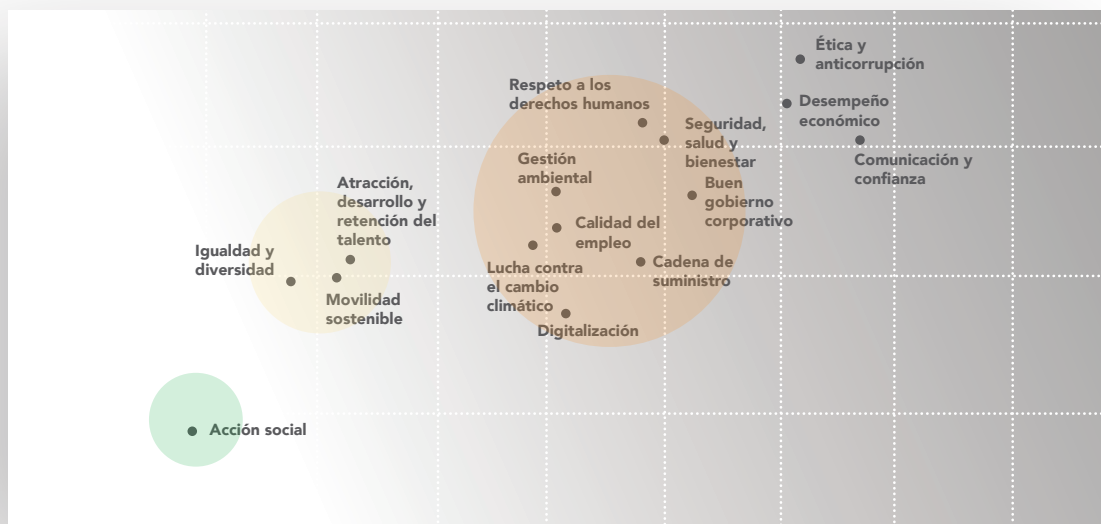 Ética y
anticorrupción
Respeto a los
derechos humanos
Desempeño
económico
Seguridad,
salud y
bienestar
Comunicación y
confianza
Gestión
ambiental
Atracción,
desarrollo y
retención del
talento
Buen
gobierno
corporativo
Calidad del
empleo
Igualdad y
diversidad
Lucha contra
el cambio
climático
Cadena de
suministro
Movilidad
sostenible
Digitalización
Acción social